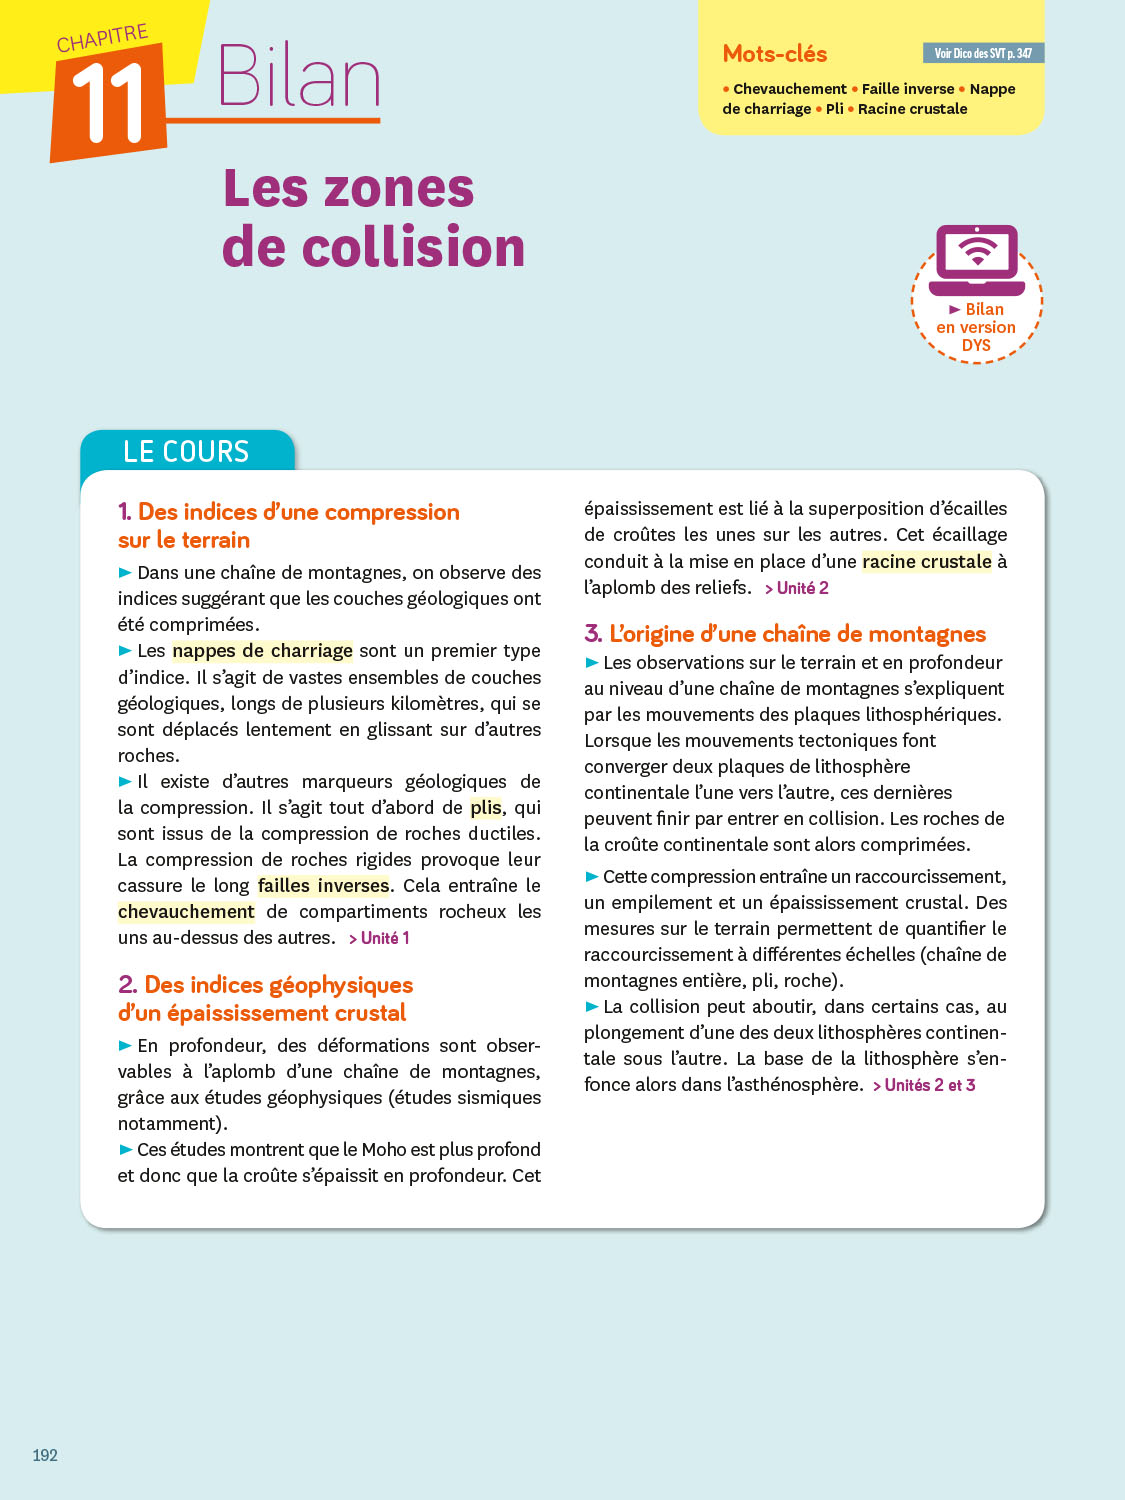 CHAPITRE
11
Bilan
Mots-clés
Voir Dico des SVT p. 347
• Chevauchement • Faille inverse • Nappe
de charriage • Pli • Racine crustale
Les zones
de collision
► Bilan
en version
DYS
LE COURS
1. Des indices d’une compression
sur le terrain
► Dans une chaîne de montagnes, on observe des
indices suggérant que les couches géologiques ont
été comprimées.
► Les nappes de charriage sont un premier type
d’indice. Il s’agit de vastes ensembles de couches
géologiques, longs de plusieurs kilomètres, qui se
sont déplacés lentement en glissant sur d’autres
roches.
► Il existe d’autres marqueurs géologiques de
la compression. Il s’agit tout d’abord de plis, qui
sont issus de la compression de roches ductiles.
La compression de roches rigides provoque leur
cassure le long failles inverses. Cela entraîne le
chevauchement de compartiments rocheux les
uns au-dessus des autres. > Unité 1
2. Des indices géophysiques
d’un épaississement crustal
► En profondeur, des déformations sont obser-
vables à l’aplomb d’une chaîne de montagnes,
grâce aux études géophysiques (études sismiques
notamment).
► Ces études montrent que le Moho est plus profond
et donc que la croûte s’épaissit en profondeur. Cet
épaississement est lié à la superposition d’écailles
de croûtes les unes sur les autres. Cet écaillage
conduit à la mise en place d’une racine crustale à
l’aplomb des reliefs. > Unité 2
3. L’origine d’une chaîne de montagnes
► Les observations sur le terrain et en profondeur
au niveau d’une chaîne de montagnes s’expliquent
par les mouvements des plaques lithosphériques.
Lorsque les mouvements tectoniques font
converger deux plaques de lithosphère
continentale l’une vers l’autre, ces dernières
peuvent finir par entrer en collision. Les roches de
la croûte continentale sont alors comprimées.
► Cette compression entraîne un raccourcissement,
un empilement et un épaississement crustal. Des
mesures sur le terrain permettent de quantifier le
raccourcissement à différentes échelles (chaîne de
montagnes entière, pli, roche).
► La collision peut aboutir, dans certains cas, au
plongement d’une des deux lithosphères continen-
tale sous l’autre. La base de la lithosphère s’en-
fonce alors dans l’asthénosphère. > Unités 2 et 3
192